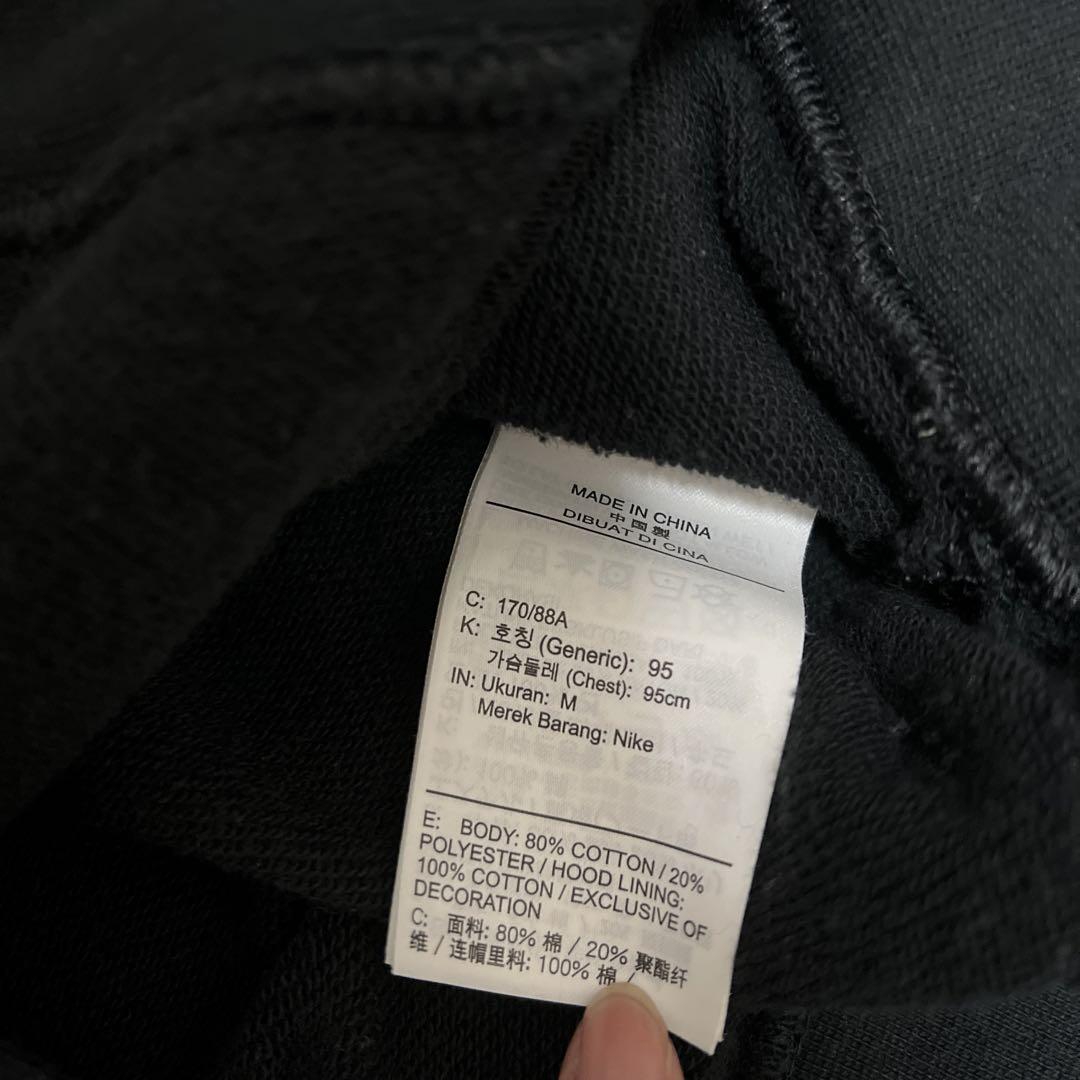 MADE IN CHINA
中国製
DIBUAT DI CINA
C: 170/88A
K: 호칭 (Generic): 95
가슴둘레 (Chest): 95cm
IN: Ukuran: M
Merek Barang: Nike
E: BODY: 80% COTTON / 20%
POLYESTER / HOOD LINING:
100% COTTON / EXCLUSIVE OF
DECORATION
C: 面料: 80% 棉 / 20% 聚酯纤
维 / 连帽里料: 100% 棉 /